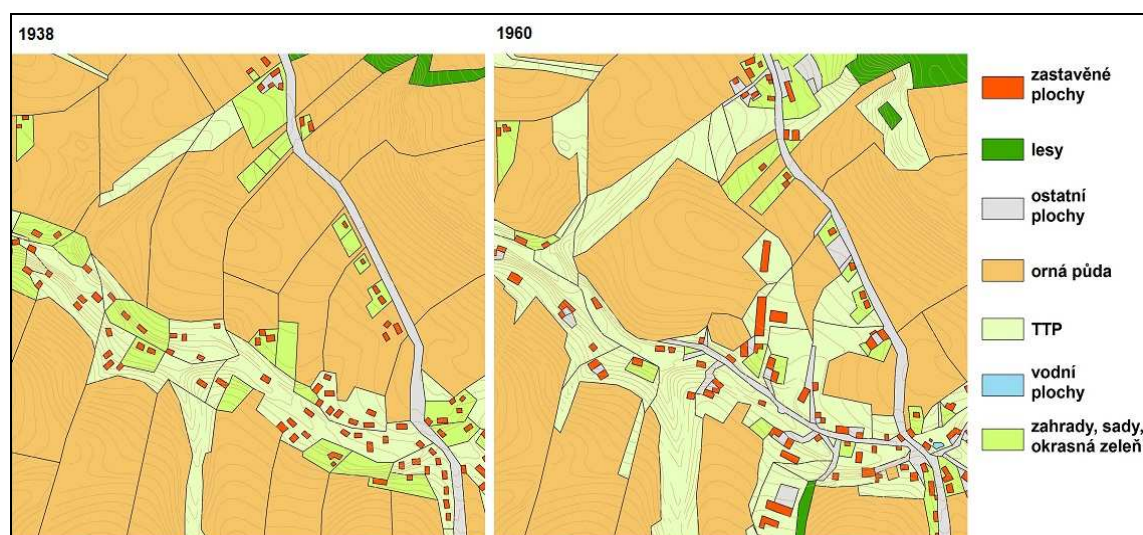 1938
1960
zastavěné
plochy
lesy
ostatní
plochy
orná půda
TTP
vodní
plochy
zahrady, sady,
okrasná zeleň